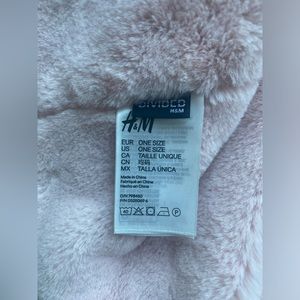 DIVIDED
H&M
H&M
EUR ONE SIZE
US ONE SIZE
CA TAILLE UNIQUE
CN 均码
MX TALLA ÚNICA
Made in China
Fabriqué en Chine
Hecho en China